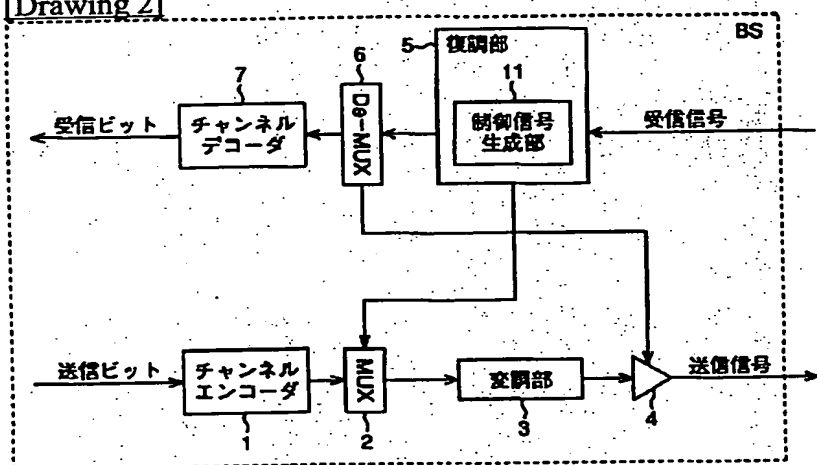 [Drawing 2]
BS
5
復調部
6
7
11
De-MUX
受信ビット
チャンネル
デコーダ
制御信号
生成部
受信信号
送信ビット
チャンネル
エンコーダ
MUX
変調部
送信信号
1
2
3
4